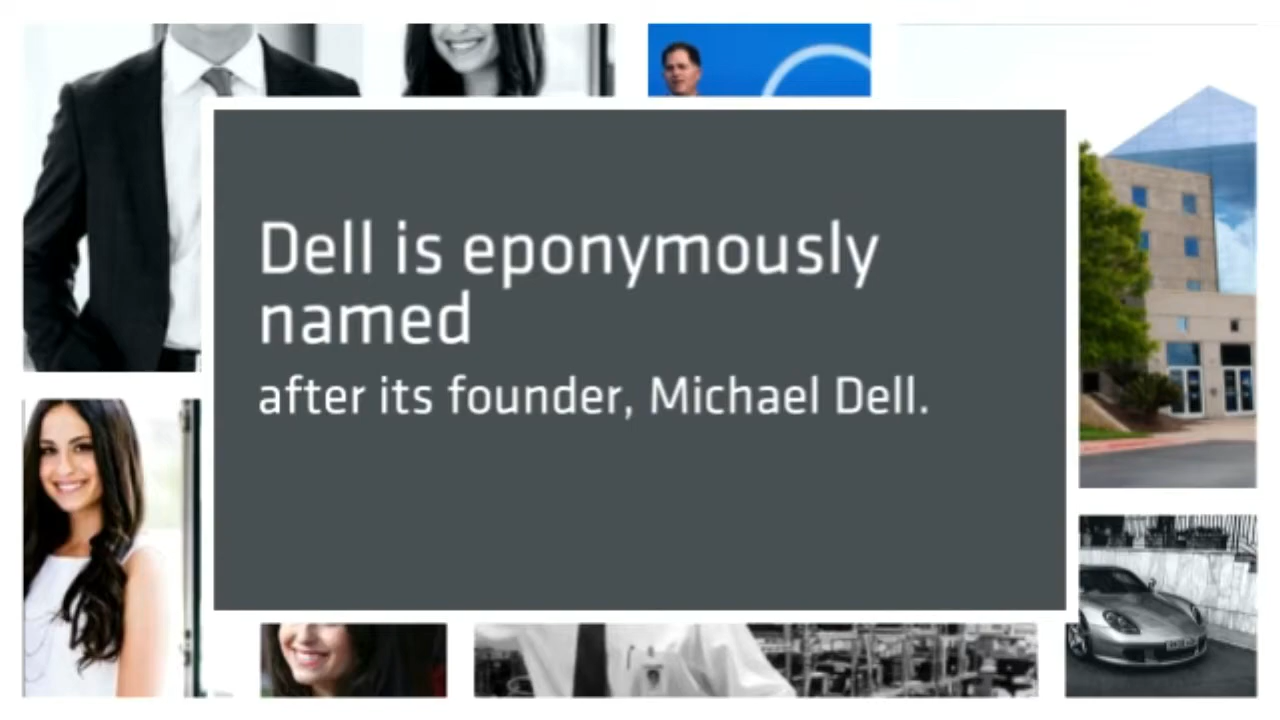 Dell is eponymously
named
after its founder, Michael Dell.